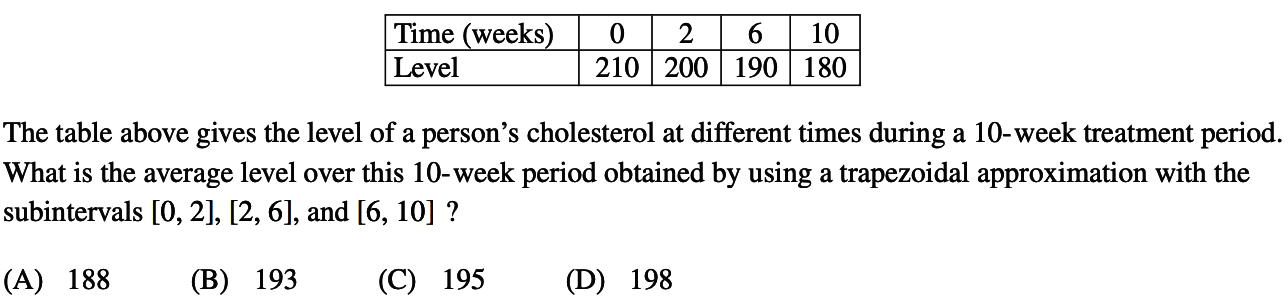 Time (weeks) 0 2 6 10
Level 210 200 190 180
The table above gives the level of a person's cholesterol at different times during a 10-week treatment period.
What is the average level over this 10-week period obtained by using a trapezoidal approximation with the
subintervals [0, 2], [2, 6], and [6, 10] ?
(A) 188 (B) 193 (C) 195 (D) 198